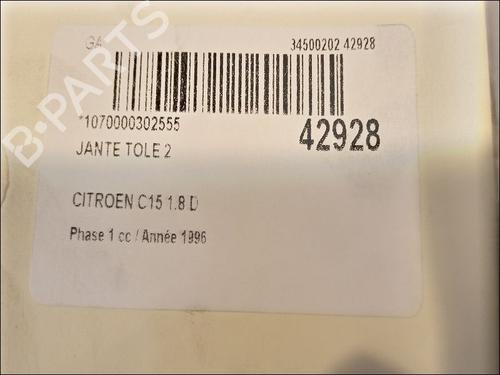 GA
34500202 42928
*1070000302555
42928
JANTE TOLE 2
CITROEN C15 1.8 D
Phase 1 cc / Année 1996
B-PARTS